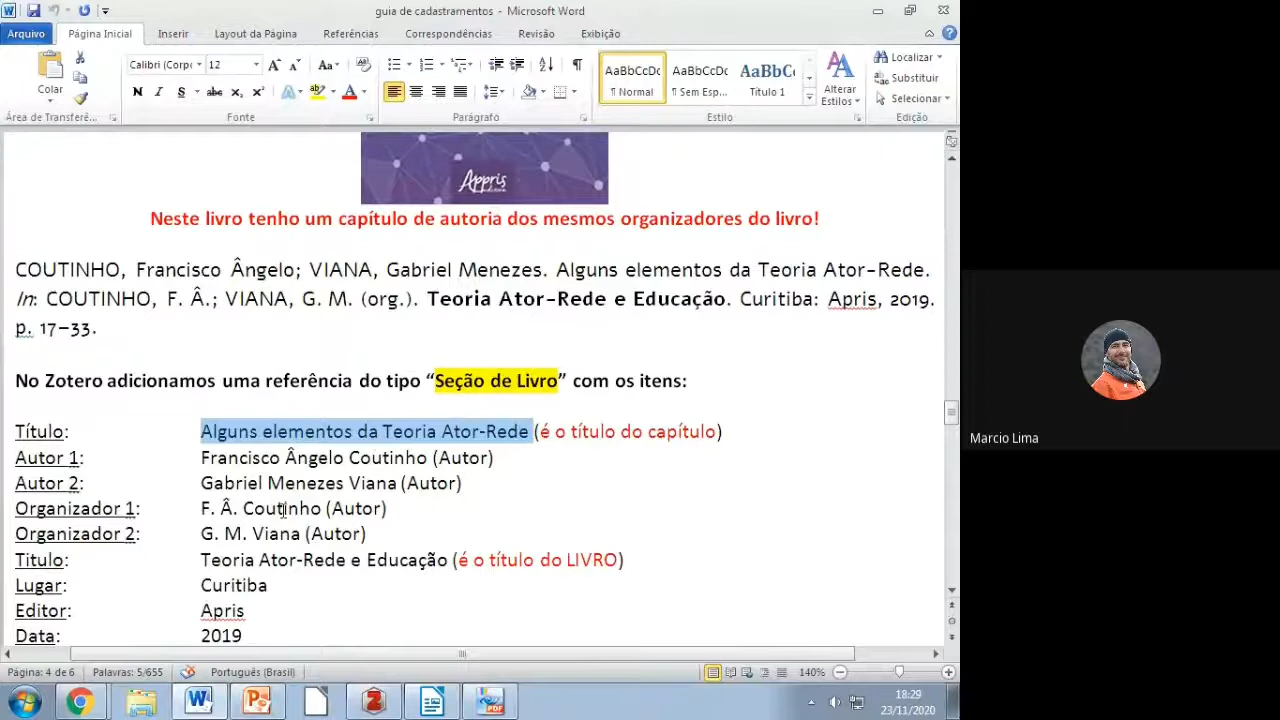 guia de cadastramentos - Microsoft Word
Arquivo Página Inicial Inserir Layout da Página Referências Correspondências Revisão Exibição
Colar
Calibri (Corpo 12
AaBbCcDc AaBbCcDc AaBbC
¶ Normal ¶ Sem Esp... Título 1
Alterar Estilos
Localizar
Substituir
Selecionar
Área de Transferê... Fonte Parágrafo Estilo Edição
Appris
Neste livro tenho um capítulo de autoria dos mesmos organizadores do livro!
COUTINHO, Francisco Ângelo; VIANA, Gabriel Menezes. Alguns elementos da Teoria Ator-Rede.
In: COUTINHO, F. Â.; VIANA, G. M. (org.). Teoria Ator-Rede e Educação. Curitiba: Apris, 2019.
p. 17-33.
No Zotero adicionamos uma referência do tipo “Seção de Livro” com os itens:
Título: Alguns elementos da Teoria Ator-Rede (é o título do capítulo)
Autor 1: Francisco Ângelo Coutinho (Autor)
Autor 2: Gabriel Menezes Viana (Autor)
Organizador 1: F. Â. Coutinho (Autor)
Organizador 2: G. M. Viana (Autor)
Titulo: Teoria Ator-Rede e Educação (é o título do LIVRO)
Lugar: Curitiba
Editor: Apris
Data: 2019
Página: 4 de 6 Palavras: 5/655 Português (Brasil) 140%
18:29
23/11/2020
Marcio Lima